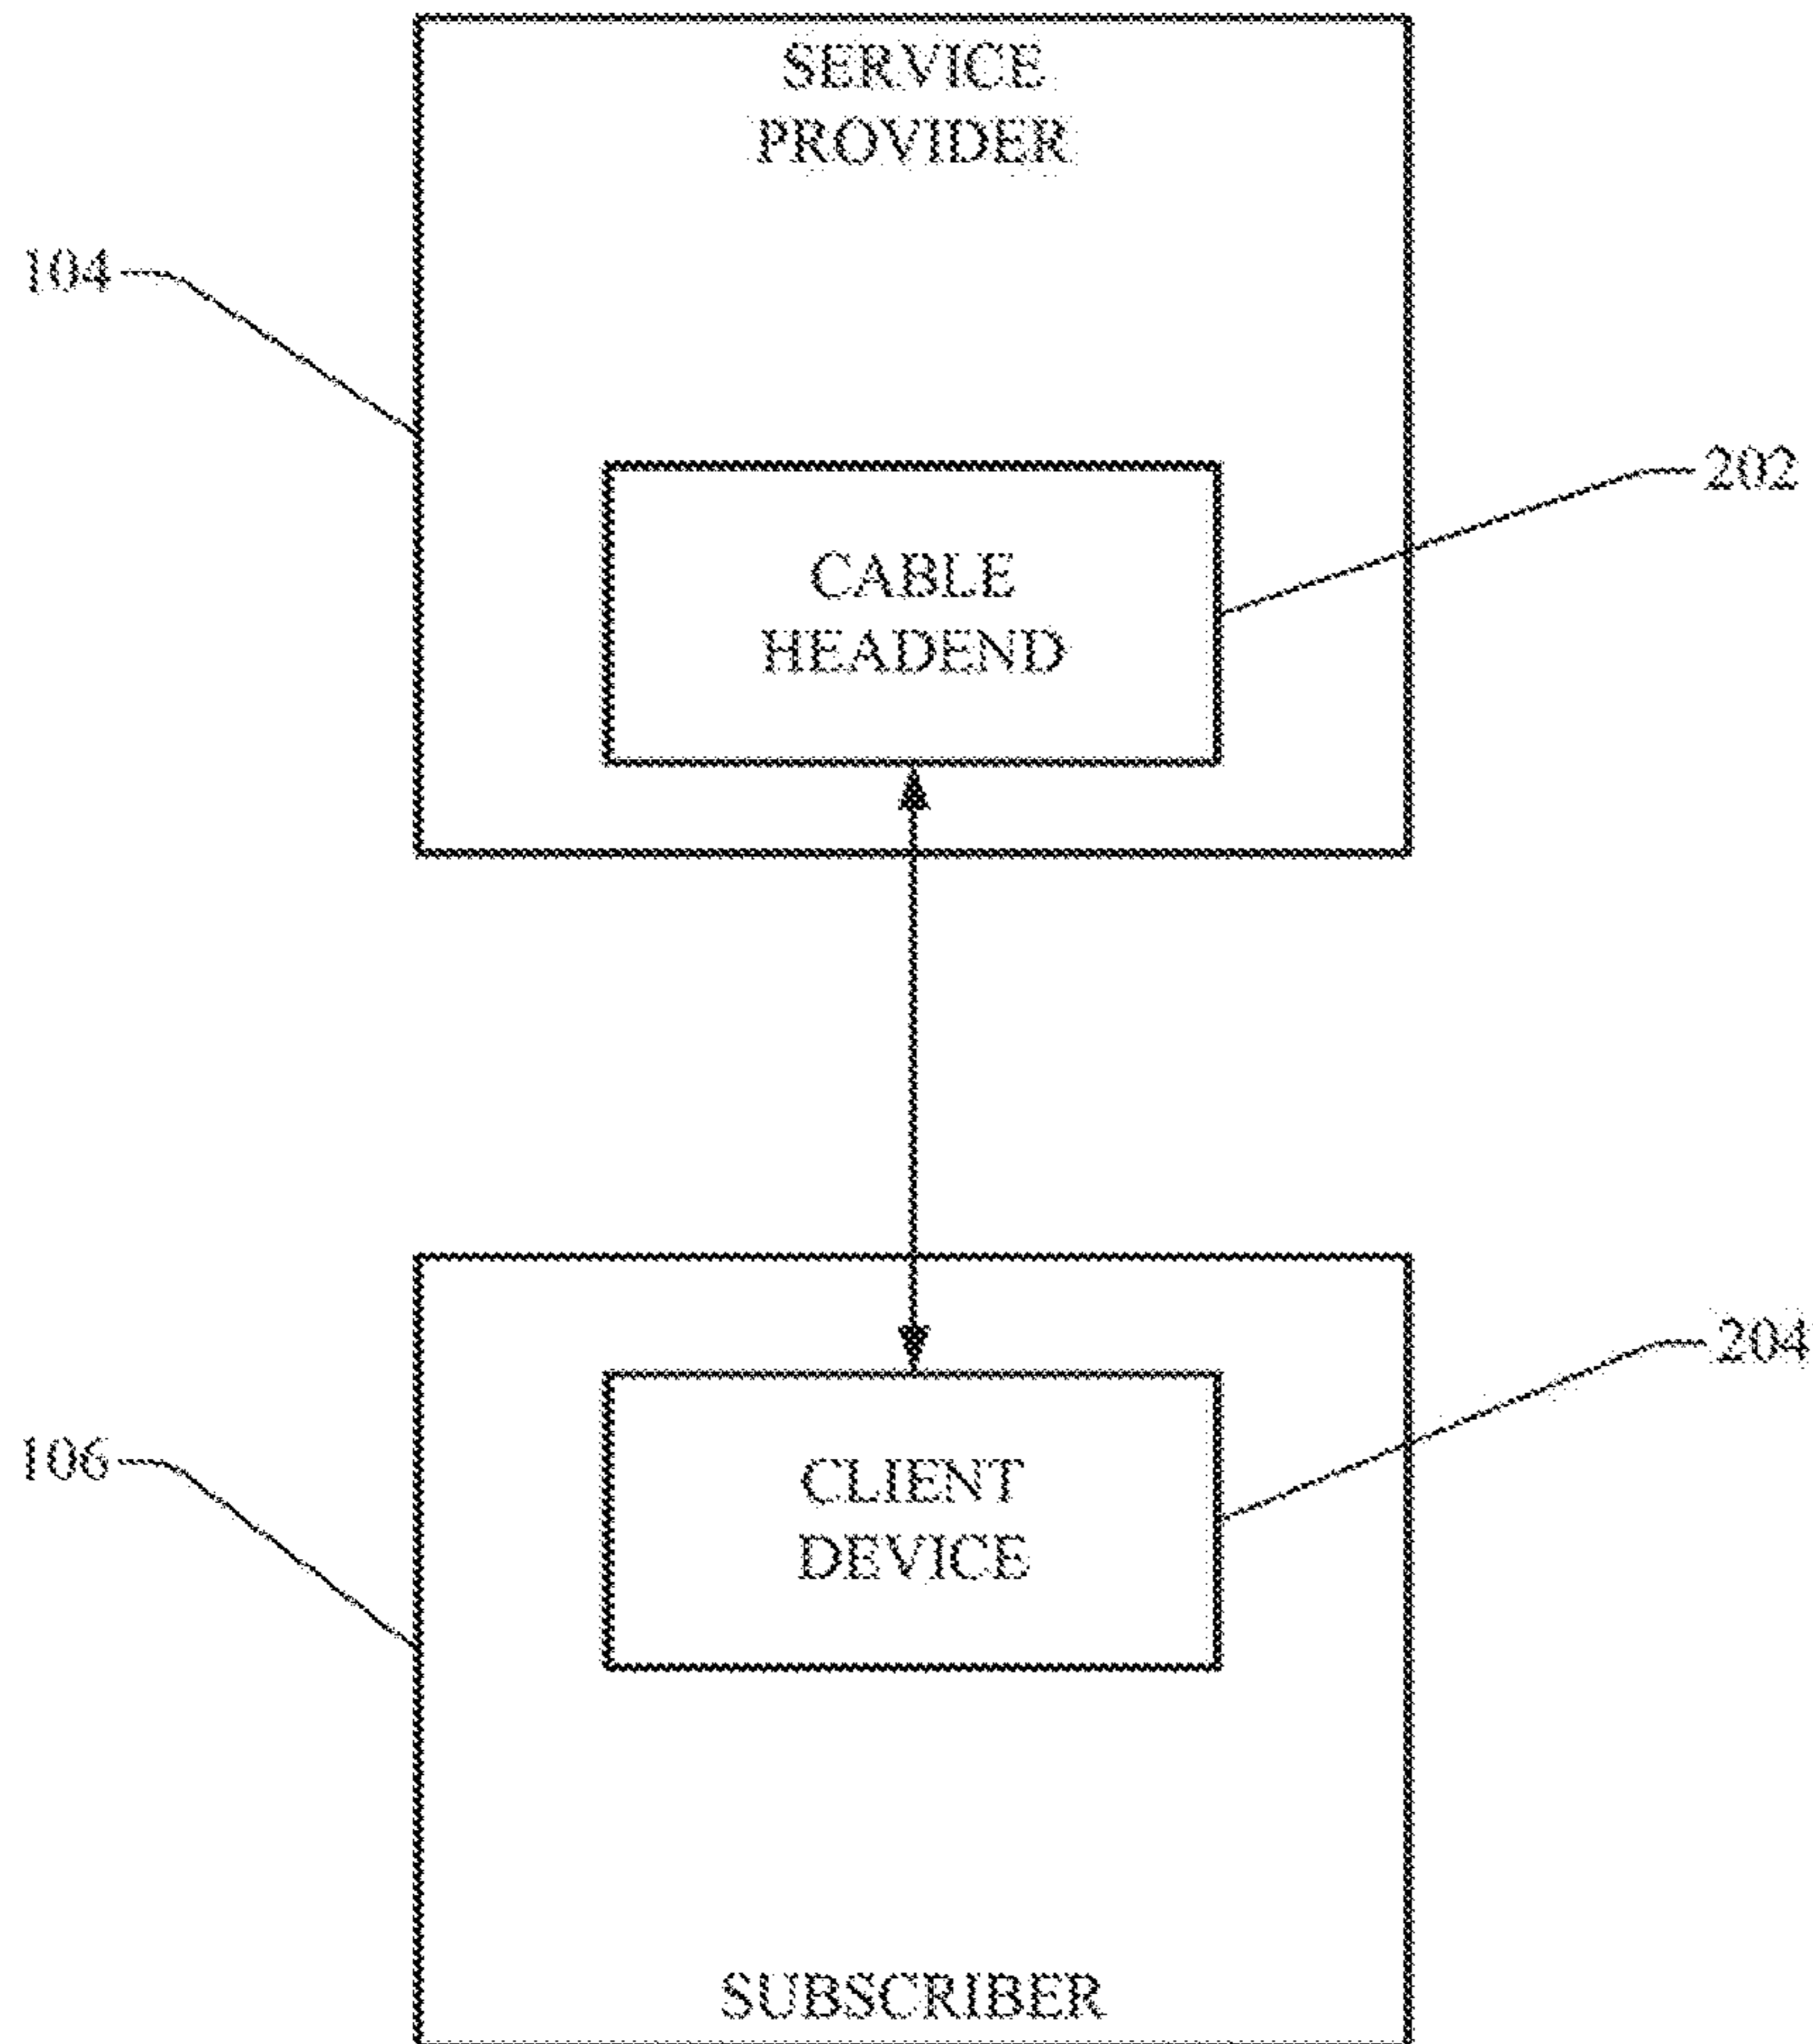 SERVICE
PROVIDER
104
202
CABLE
HEADEND
204
106
CLIENT
DEVICE
SUBSCRIBER